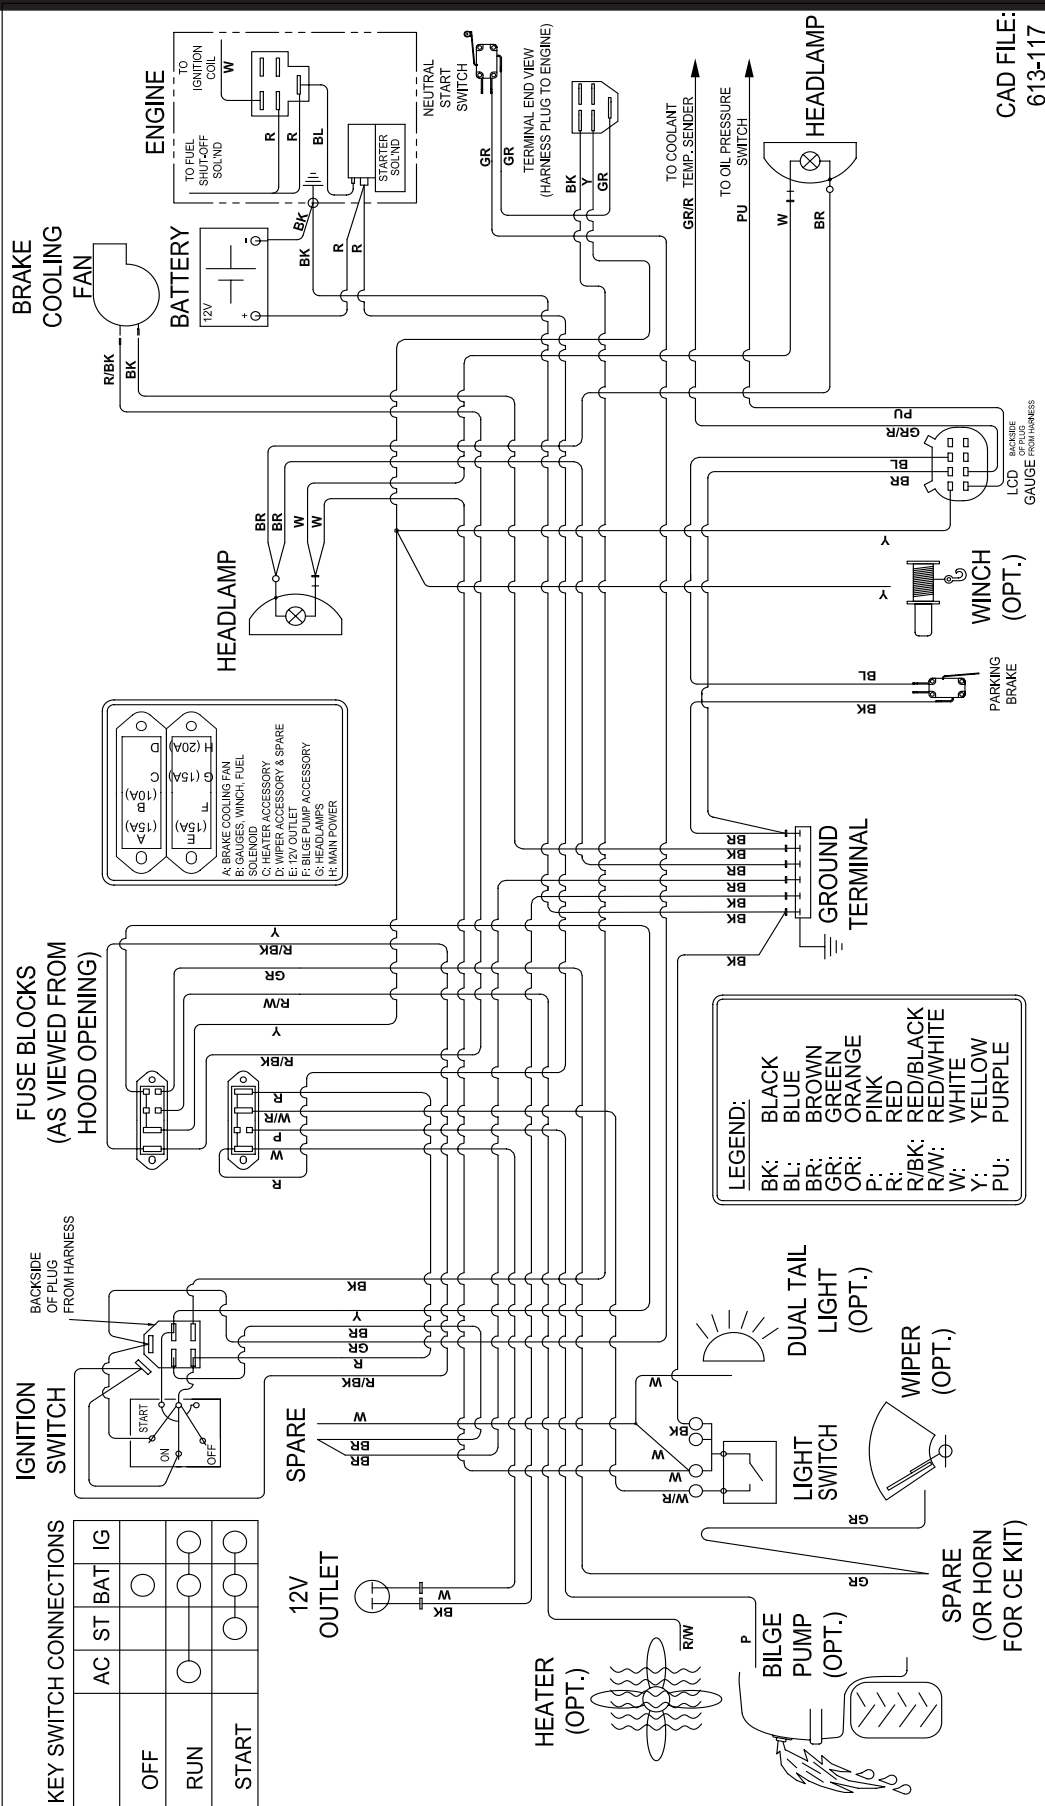 CAD FILE:
613-117
BRAKE
COOLING
FAN
R/BK
BK
ENGINE
TO
IGNITION
COIL
W
TO FUEL
SHUT-OFF
SOL'ND
R
R
BL
STARTER
SOL'ND
BATTERY
12V
+
-
BK
BK
R
R
NEUTRAL
START
SWITCH
GR
GR
TERMINAL END VIEW
(HARNESS PLUG TO ENGINE)
BK
Y
GR
TO COOLANT
TEMP. SENDER
GR/R
TO OIL PRESSURE
SWITCH
PU
HEADLAMP
W
BR
HEADLAMP
BR
BR
W
W
PU
GR/R
BL
BR
LCD
GAUGE
BACKSIDE
OF PLUG
FROM HARNESS
Y
Y
WINCH
(OPT.)
BL
BK
PARKING
BRAKE
A
(15A)
B
(10A)
C
D
E
(15A)
F
G (15A)
H (20A)
A: BRAKE COOLING FAN
B: GAUGES, WINCH, FUEL
SOLENOID
C: HEATER ACCESSORY
D: WIPER ACCESSORY & SPARE
E: 12V OUTLET
F: BILGE PUMP ACCESSORY
G: HEADLAMPS
H: MAIN POWER
BR
BK
BR
BR
BK
BK
BK
GROUND
TERMINAL
FUSE BLOCKS
(AS VIEWED FROM
HOOD OPENING)
Y
R/BK
GR
R/W
Y
R/BK
R
W/R
P
W
R
LEGEND:
BK: BLACK
BL: BLUE
BR: BROWN
GR: GREEN
OR: ORANGE
P: PINK
R: RED
R/BK: RED/BLACK
R/W: RED/WHITE
W: WHITE
Y: YELLOW
PU: PURPLE
BACKSIDE
OF PLUG
FROM HARNESS
IGNITION
SWITCH
START
ON
OFF
BK
Y
BR
GR
R
R/BK
SPARE
W
BR
BR
W
BK
W
W
W/R
DUAL TAIL
LIGHT
(OPT.)
LIGHT
SWITCH
WIPER
(OPT.)
GR
GR
SPARE
(OR HORN
FOR CE KIT)
12V
OUTLET
W
BK
HEATER
(OPT.)
R/W
P
BILGE
PUMP
(OPT.)
KEY SWITCH CONNECTIONS
AC ST BAT IG
OFF
RUN
START